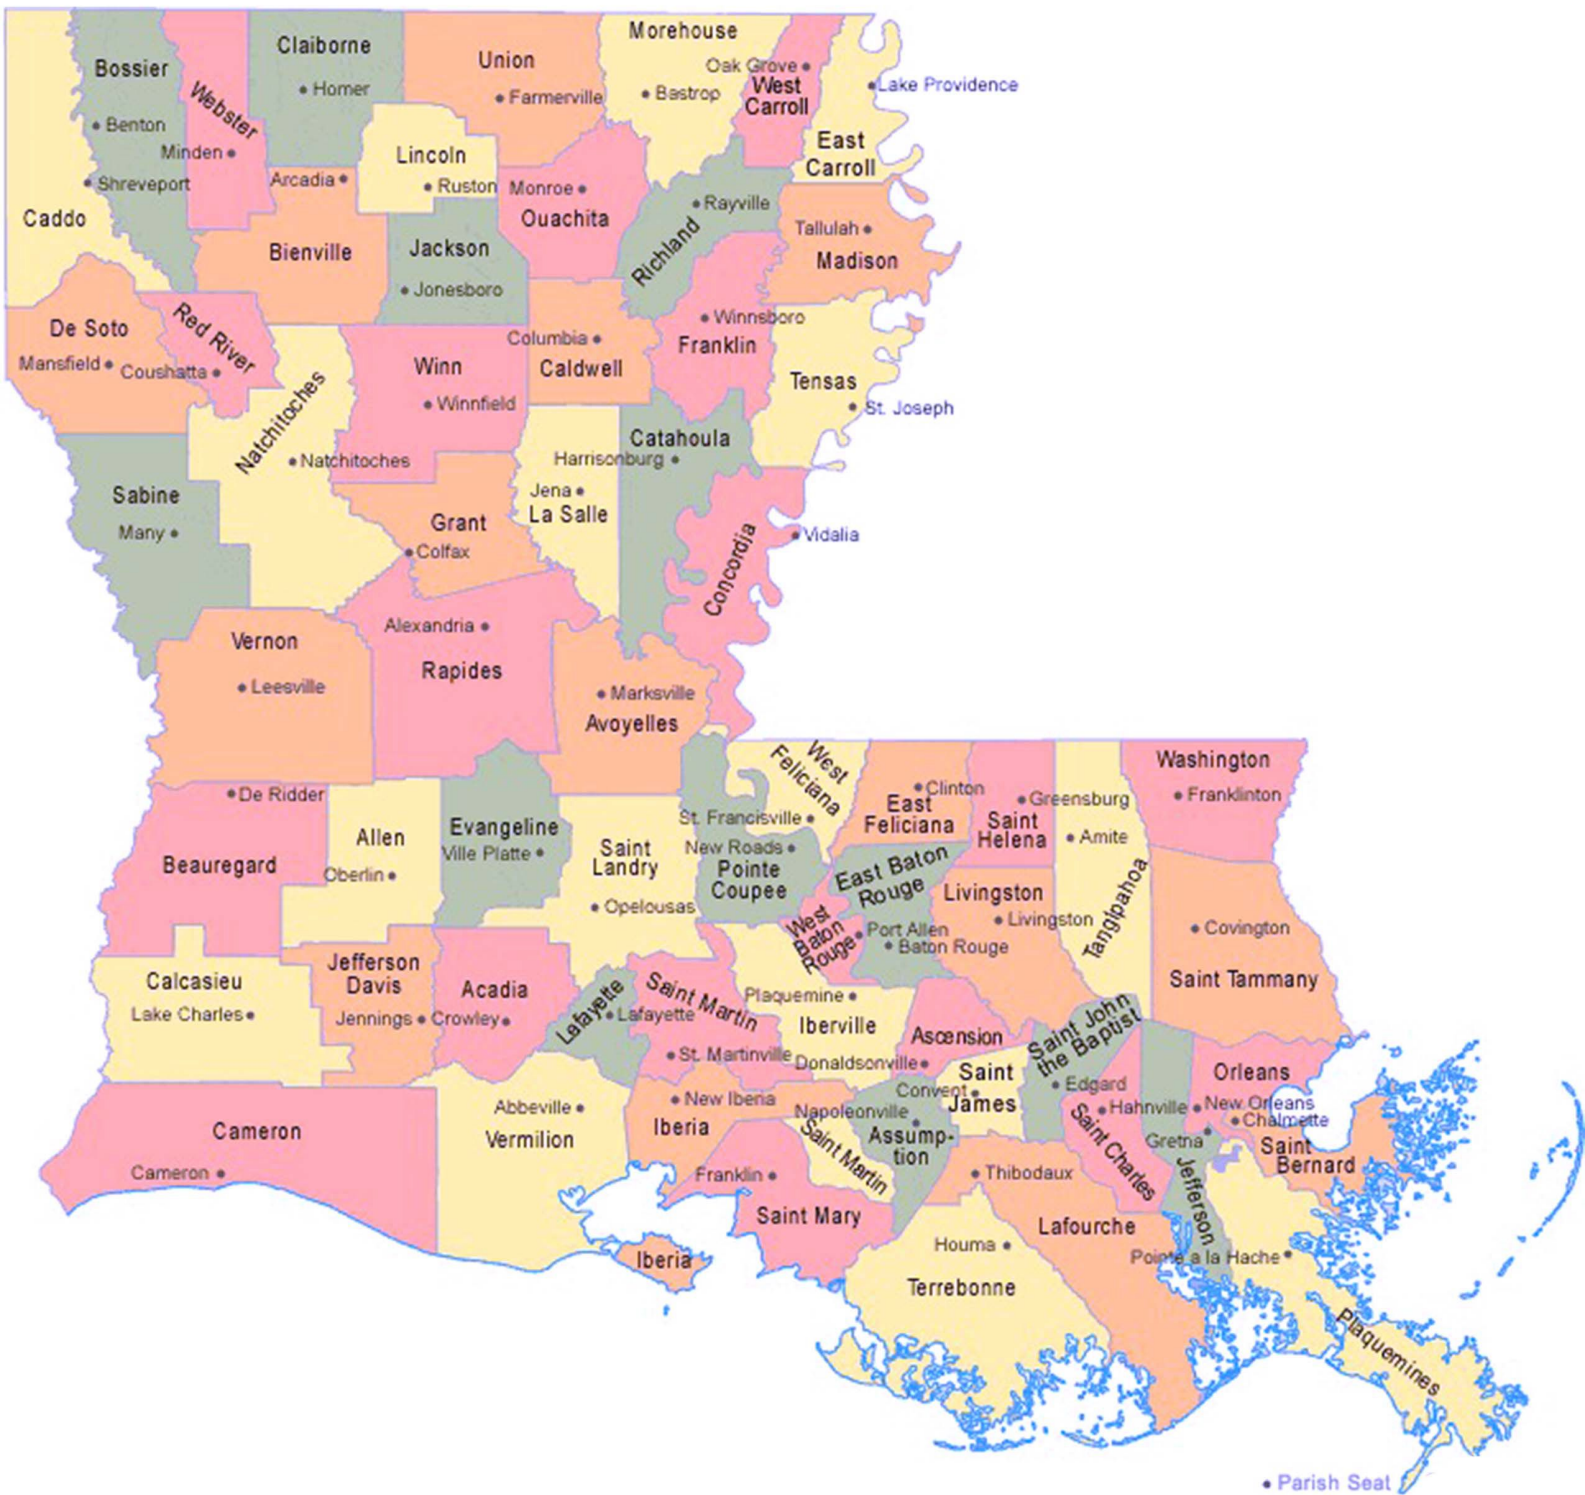 Morehouse
Claiborne
Union
Bossier
Oak Grove
Homer
Farmerville
Bastrop
West
Carroll
Lake Providence
Webster
Benton
Minden
Lincoln
East
Carroll
Shreveport
Arcadia
Ruston
Monroe
Rayville
Caddo
Ouachita
Tallulah
Bienville
Jackson
Richland
Madison
Jonesboro
De Soto
Red River
Winnsboro
Columbia
Franklin
Mansfield
Coushatta
Winn
Caldwell
Tensas
Winnfield
St. Joseph
Natchitoches
Catahoula
Natchitoches
Harrisonburg
Sabine
Jena
La Salle
Many
Grant
Vidalia
Colfax
Concordia
Alexandria
Vernon
Rapides
Leesville
Marksville
Avoyelles
West
Feliciana
Washington
De Ridder
Clinton
Franklinton
East
Feliciana
Greensburg
Saint
Helena
St. Francisville
Evangeline
Allen
Amite
Ville Platte
New Roads
Saint
Landry
Beauregard
Pointe
Coupee
East Baton
Rouge
Oberlin
Livingston
Tangipahoa
Opelousas
Livingston
West
Baton
Rouge
Port Allen
Covington
Baton Rouge
Jefferson
Davis
Calcasieu
Acadia
Saint Martin
Saint Tammany
Plaquemine
Lake Charles
Jennings
Crowley
Lafayette
Lafayette
Iberville
Ascension
Saint John
the Baptist
St. Martinville
Donaldsonville
Saint
James
Orleans
Convent
Edgard
New Iberia
Abbeville
Napoleonville
Hahnville
New Orleans
Chalmette
Cameron
Vermilion
Iberia
Saint Martin
Assump-
tion
Saint Charles
Gretna
Saint
Bernard
Cameron
Franklin
Thibodaux
Jefferson
Saint Mary
Lafourche
Houma
Pointe a la Hache
Iberia
Terrebonne
Plaquemines
Parish Seat